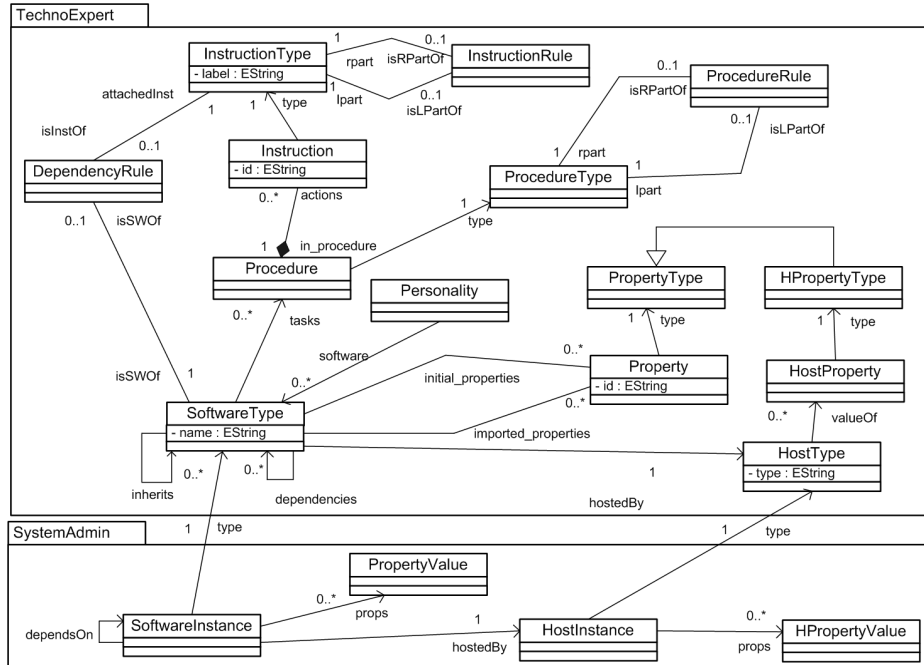 TechnoExpert
InstructionType
- label : EString
1
rpart
0..1
isRPartOf
InstructionRule
1
lpart
0..1
isLPartOf
attachedInst
1
1
type
isInstOf
0..1
DependencyRule
Instruction
- id : EString
0..*
actions
0..1
isRPartOf
ProcedureRule
0..1
isLPartOf
1
rpart
ProcedureType
1
lpart
1
type
0..1
isSWOf
1
in_procedure
Procedure
0..*
tasks
Personality
software
0..*
PropertyType
HPropertyType
1
type
1
type
0..*
Property
- id : EString
0..*
initial_properties
imported_properties
HostProperty
0..*
valueOf
isSWOf
1
SoftwareType
- name : EString
0..*
inherits
0..*
dependencies
HostType
- type : EString
1
hostedBy
1
type
1
type
SystemAdmin
PropertyValue
0..*
props
dependsOn
SoftwareInstance
1
hostedBy
HostInstance
0..*
props
HPropertyValue